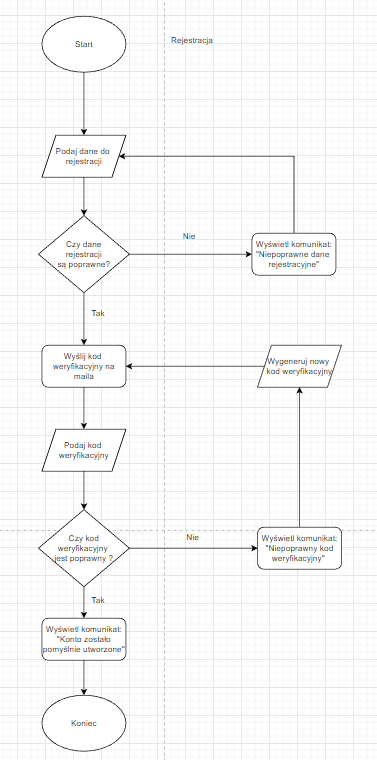 Start
Rejestracja
Podaj dane do
rejestracji
Czy dane
rejestracji
są poprawne?
Nie
Wyświetl komunikat:
"Niepoprawne dane
rejestracyjne"
Tak
Wyślij kod
weryfikacyjny na
maila
Wygeneruj nowy
kod weryfikacyjny
Podaj kod
weryfikacyjny
Czy kod
weryfikacyjny
jest poprawny ?
Nie
Wyświetl komunikat:
"Niepoprawny kod
weryfikacyjny"
Tak
Wyświetl komunikat:
"Konto zostało
pomyślnie utworzone"
Koniec